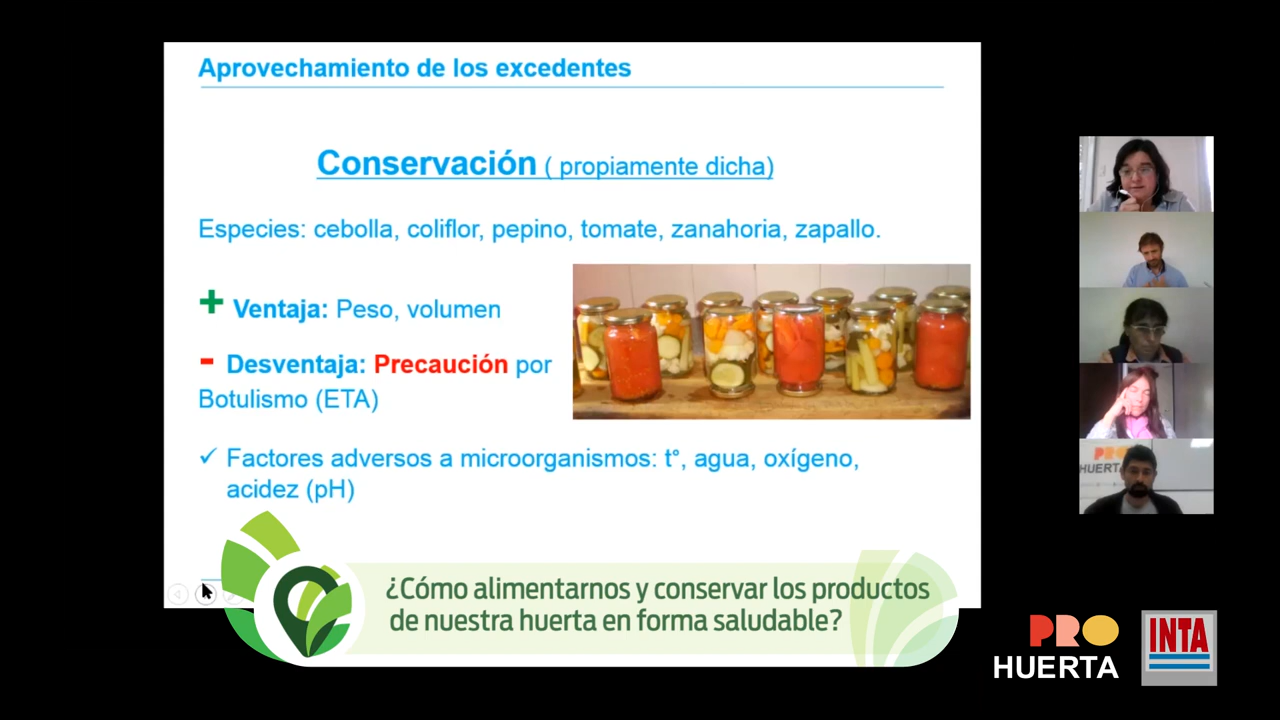 Aprovechamiento de los excedentes
Conservación ( propiamente dicha)
Especies: cebolla, coliflor, pepino, tomate, zanahoria, zapallo.
+ Ventaja: Peso, volumen
- Desventaja: Precaución por
Botulismo (ETA)
✓ Factores adversos a microorganismos: t°, agua, oxígeno,
acidez (pH)
¿Cómo alimentarnos y conservar los productos
de nuestra huerta en forma saludable?
PRO
HUERTA
PRO
HUERTA
INTA